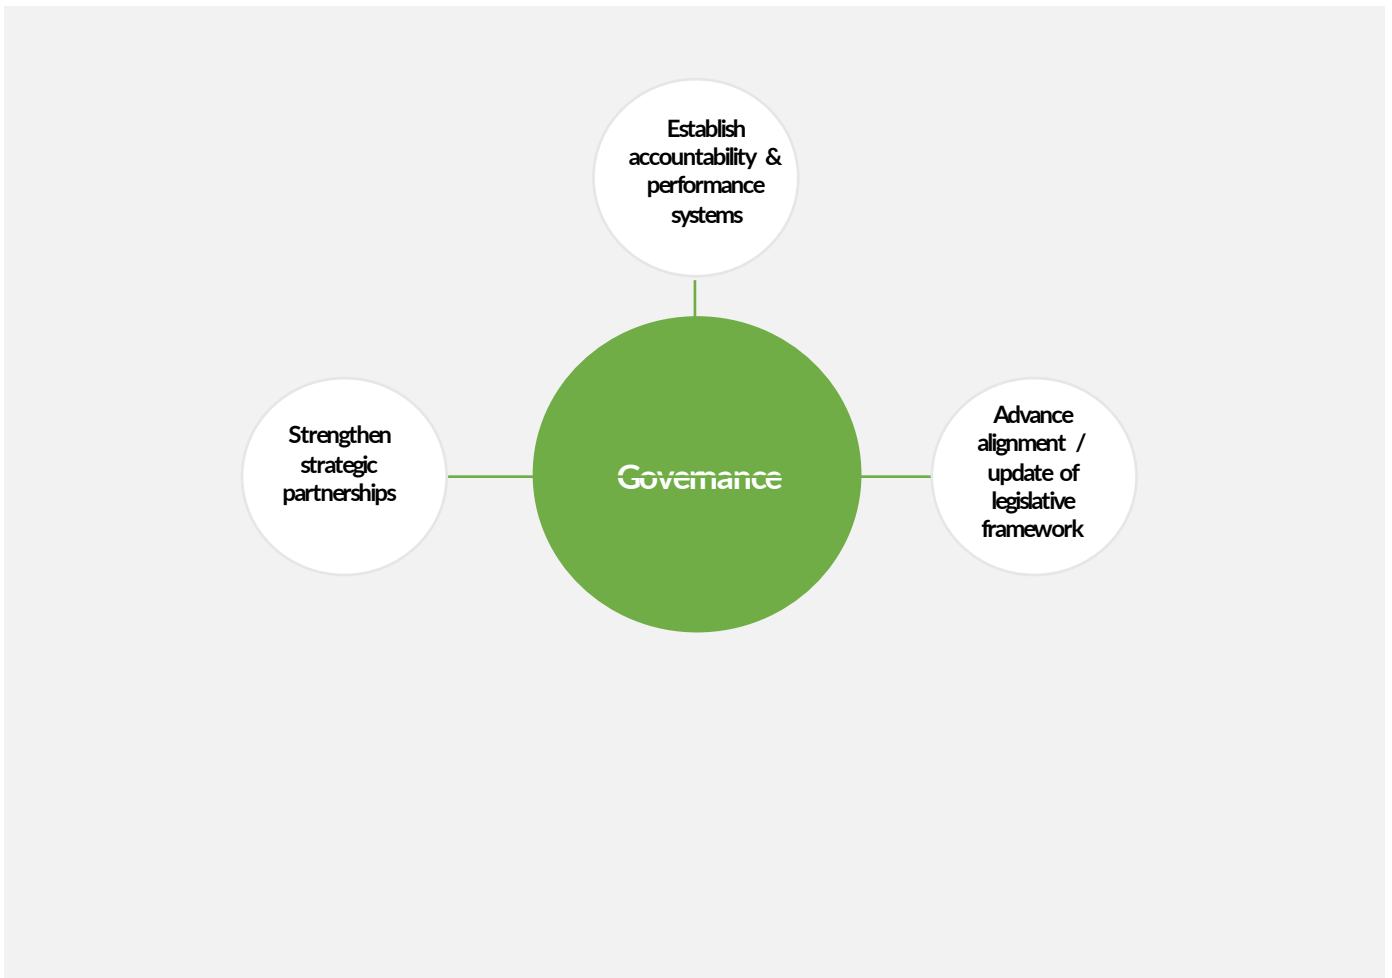 Establish
accountability &
performance
systems
Strengthen
strategic
partnerships
Governance
Advance
alignment /
update of
legislative
framework